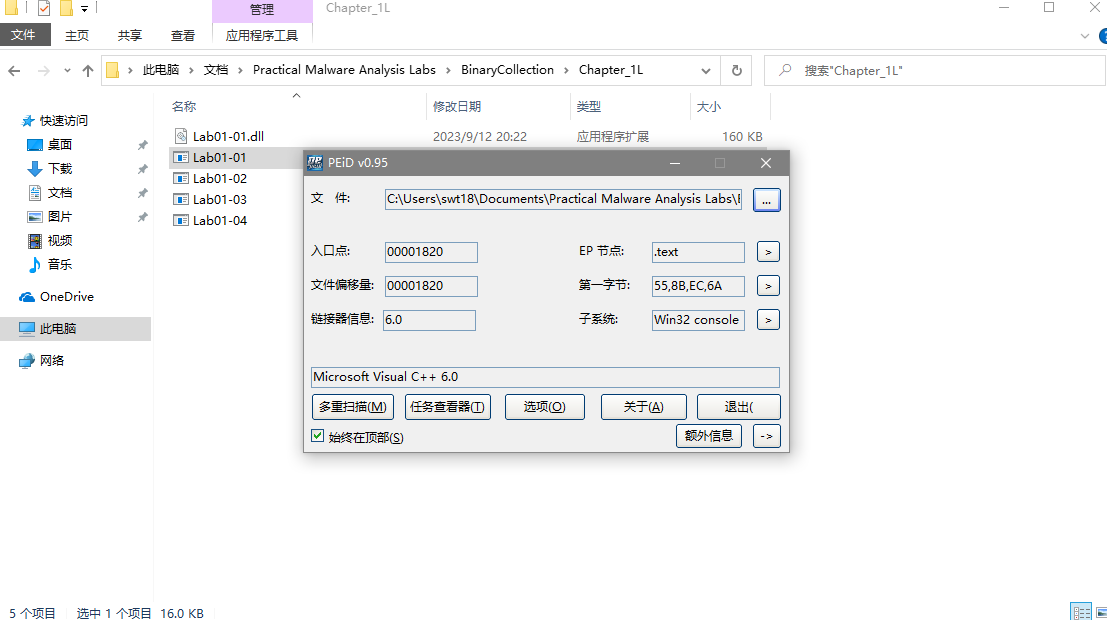 管理
Chapter_1L
文件
主页
共享
查看
应用程序工具
此电脑 › 文档 › Practical Malware Analysis Labs › BinaryCollection › Chapter_1L
搜索"Chapter_1L"
名称
修改日期
类型
大小
快速访问
桌面
下载
文档
图片
视频
音乐
OneDrive
此电脑
网络
Lab01-01.dll
2023/9/12 20:22
应用程序扩展
160 KB
Lab01-01
Lab01-02
Lab01-03
Lab01-04
PEiD v0.95
文 件:
C:\Users\swt18\Documents\Practical Malware Analysis Labs\
...
入口点:
00001820
EP 节点:
.text
>
文件偏移量:
00001820
第一字节:
55,8B,EC,6A
>
链接器信息:
6.0
子系统:
Win32 console
>
Microsoft Visual C++ 6.0
多重扫描(M)
任务查看器(T)
选项(O)
关于(A)
退出(
始终在顶部(S)
额外信息
->
5 个项目
选中 1 个项目 16.0 KB